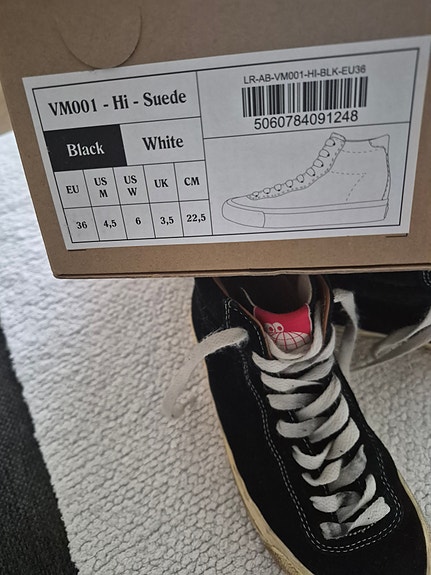 VM001 - Hi - Suede
Black White
EU US M US W UK CM
36 4,5 6 3,5 22,5
LR-AB-VM001-HI-BLK-EU36
5060784091248